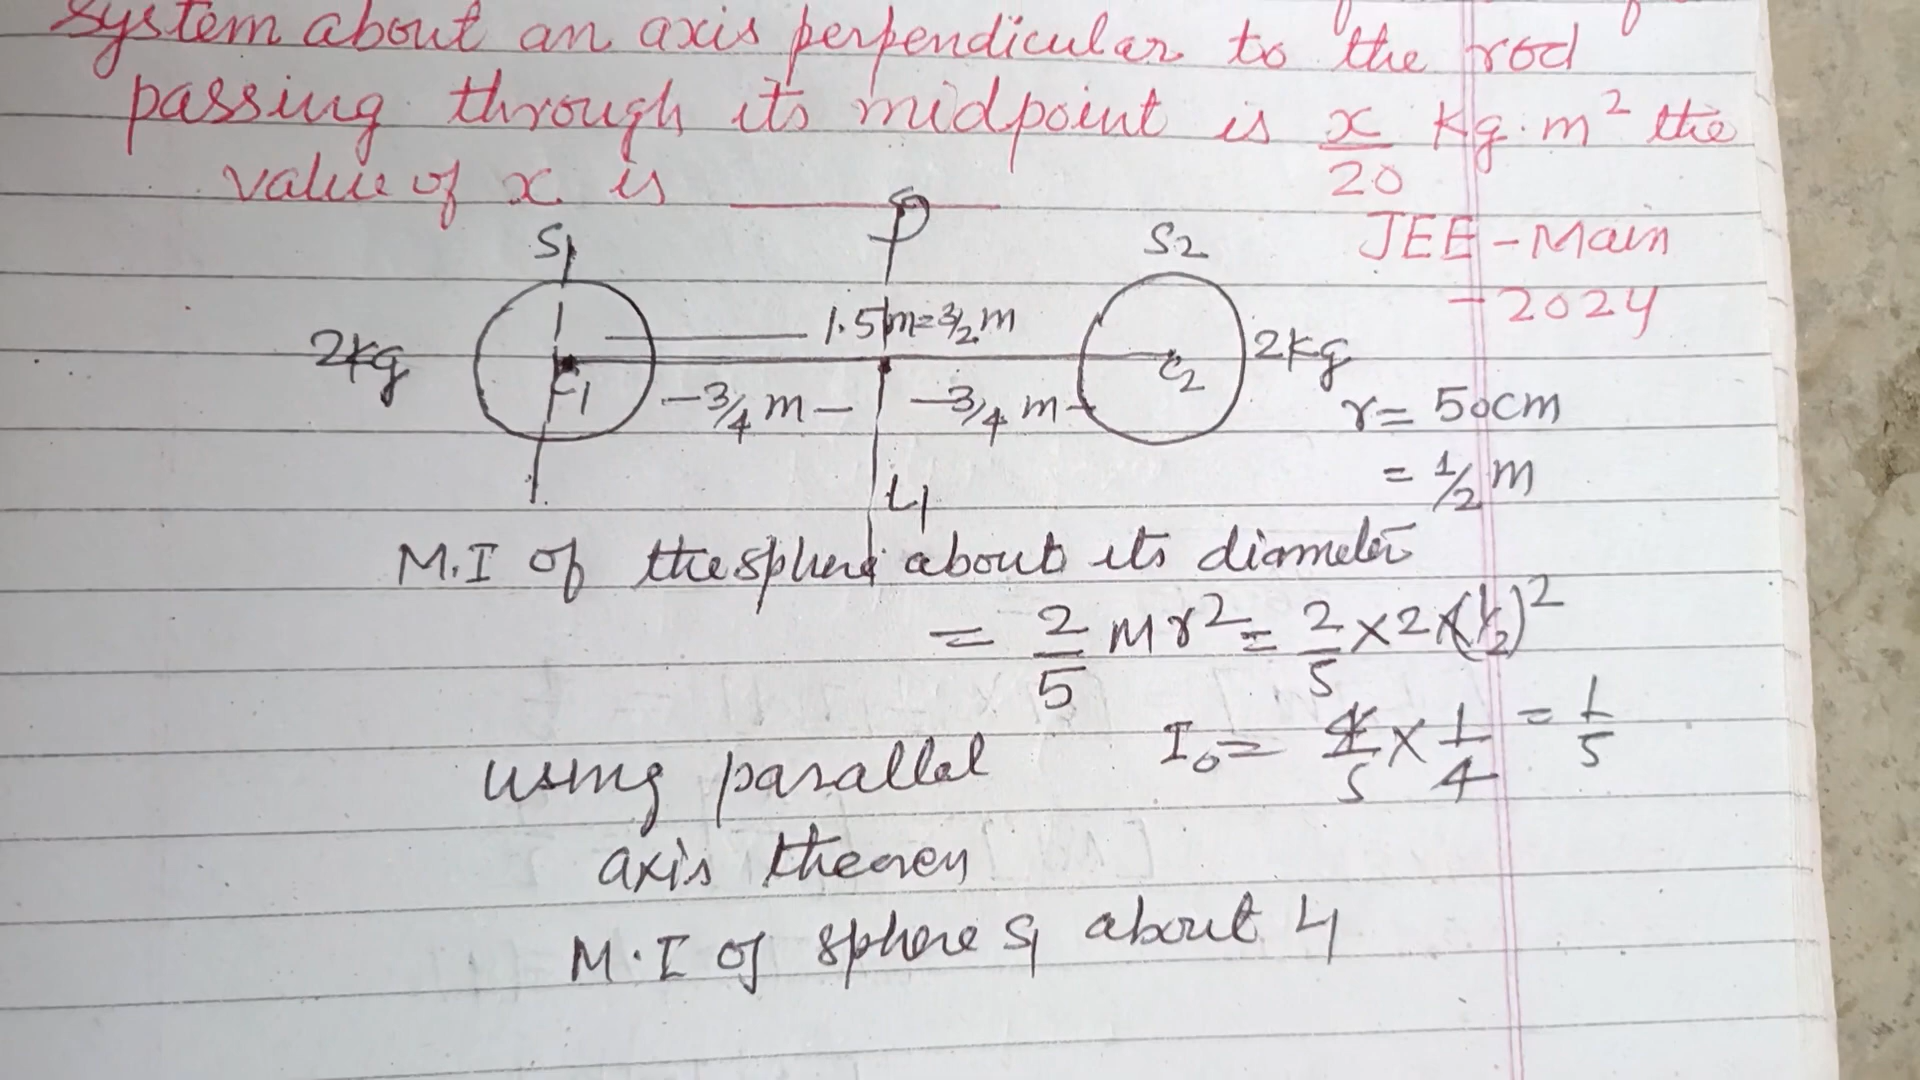 system about an axis perpendicular to the rod
passing through its midpoint is x/20 Kg·m² the
value of x is ________
JEE-Main
-2024
S1 S2
1.5m=3/2m
2kg C1 C2 2kg
-3/4 m- -3/4 m-
r= 50cm
= 1/2 m
L1
M.I of the sphere about its diameter
= 2/5 Mr² = 2/5 ×2×(1/2)²
I₀= 4/5 × 1/4 = 1/5
using parallel
axis theorem
M.I of sphere S1 about L1